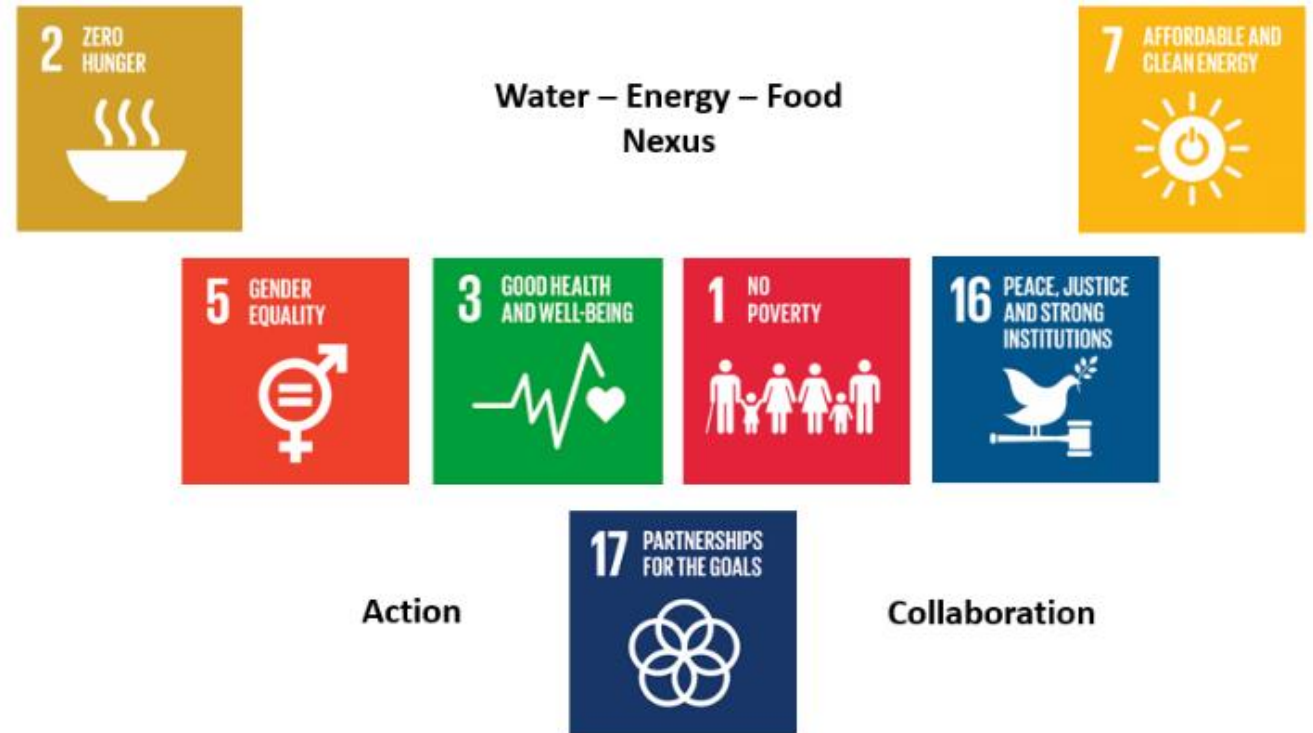 2 ZERO
HUNGER
Water – Energy – Food
Nexus
7 AFFORDABLE AND
CLEAN ENERGY
5 GENDER
EQUALITY
3 GOOD HEALTH
AND WELL-BEING
1 NO
POVERTY
16 PEACE, JUSTICE
AND STRONG
INSTITUTIONS
17 PARTNERSHIPS
FOR THE GOALS
Action
Collaboration